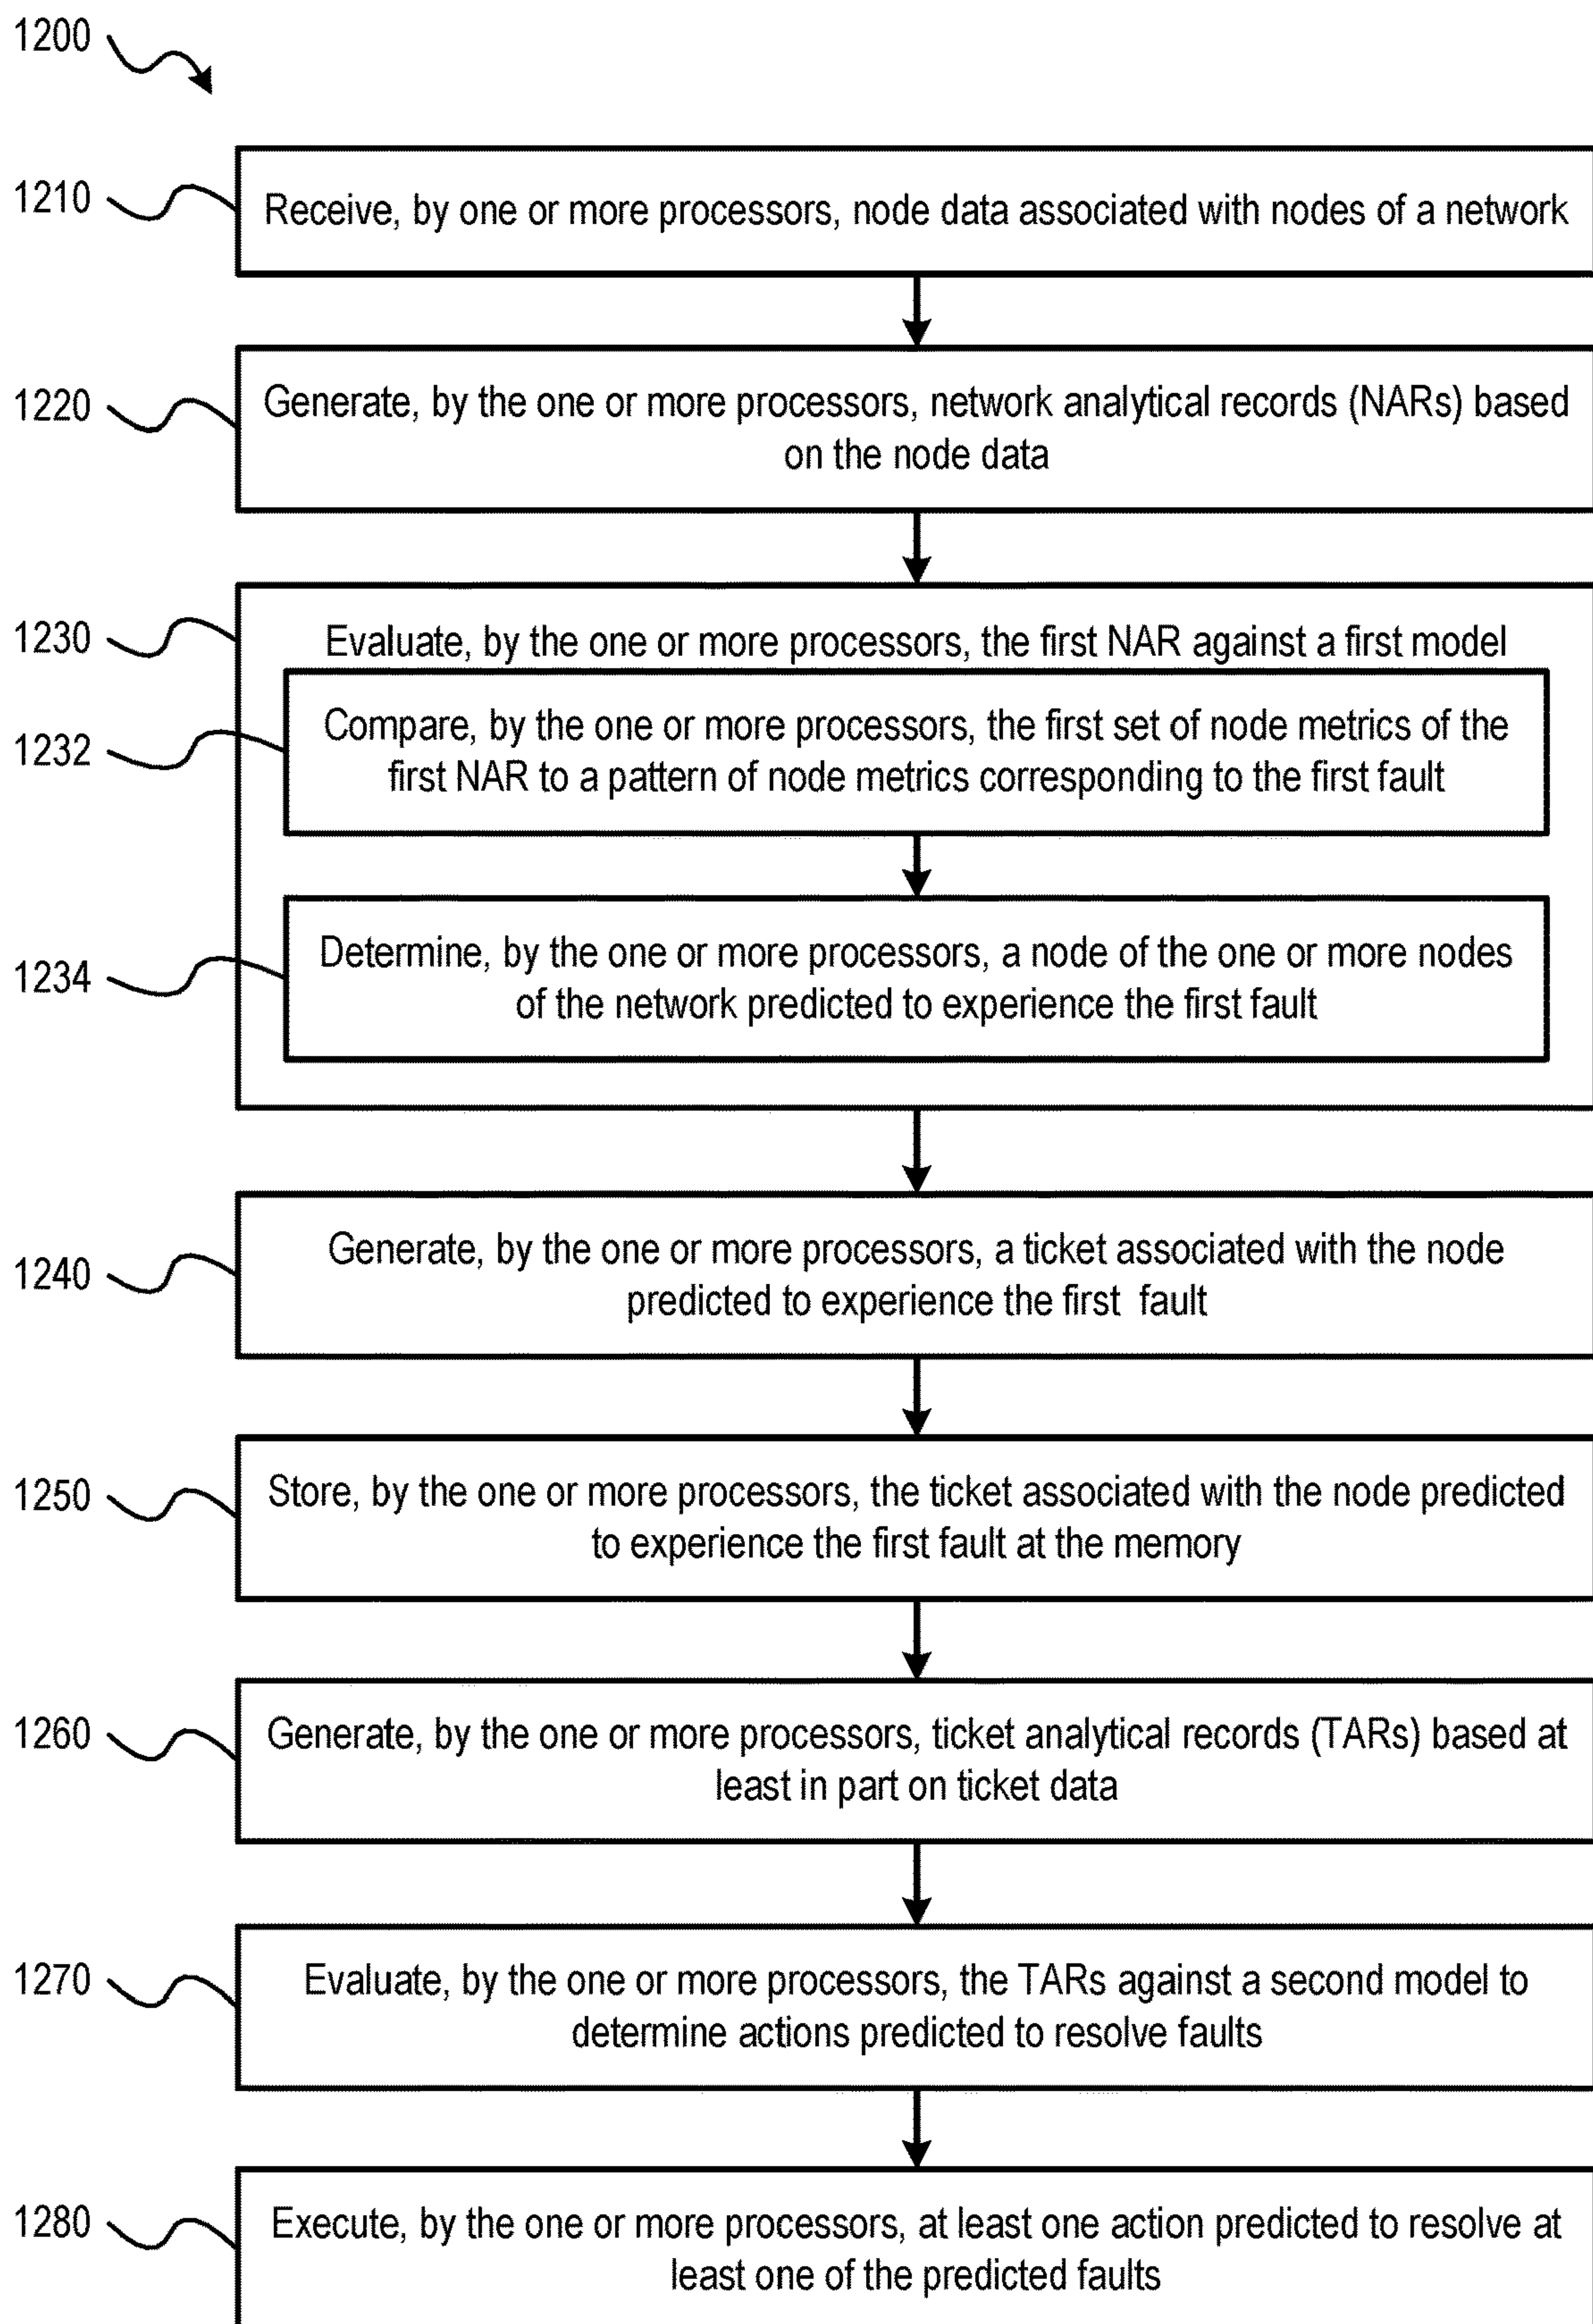 1200
1210
Receive, by one or more processors, node data associated with nodes of a network
1220
Generate, by the one or more processors, network analytical records (NARs) based
on the node data
1230
Evaluate, by the one or more processors, the first NAR against a first model
1232
Compare, by the one or more processors, the first set of node metrics of the
first NAR to a pattern of node metrics corresponding to the first fault
1234
Determine, by the one or more processors, a node of the one or more nodes
of the network predicted to experience the first fault
1240
Generate, by the one or more processors, a ticket associated with the node
predicted to experience the first fault
1250
Store, by the one or more processors, the ticket associated with the node predicted
to experience the first fault at the memory
1260
Generate, by the one or more processors, ticket analytical records (TARs) based at
least in part on ticket data
1270
Evaluate, by the one or more processors, the TARs against a second model to
determine actions predicted to resolve faults
1280
Execute, by the one or more processors, at least one action predicted to resolve at
least one of the predicted faults